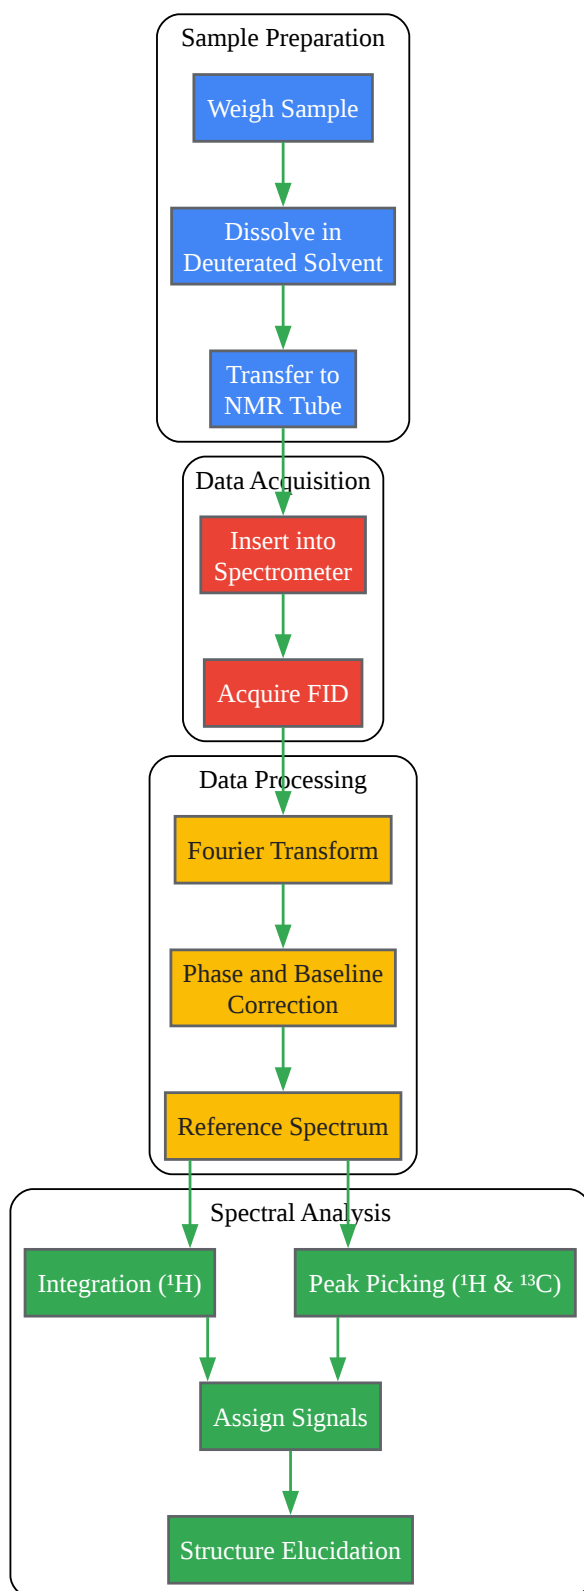 Sample Preparation
Weigh Sample
Dissolve in
Deuterated Solvent
Transfer to
NMR Tube
Data Acquisition
Insert into
Spectrometer
Acquire FID
Data Processing
Fourier Transform
Phase and Baseline
Correction
Reference Spectrum
Spectral Analysis
Integration (¹H)
Peak Picking (¹H & ¹³C)
Assign Signals
Structure Elucidation